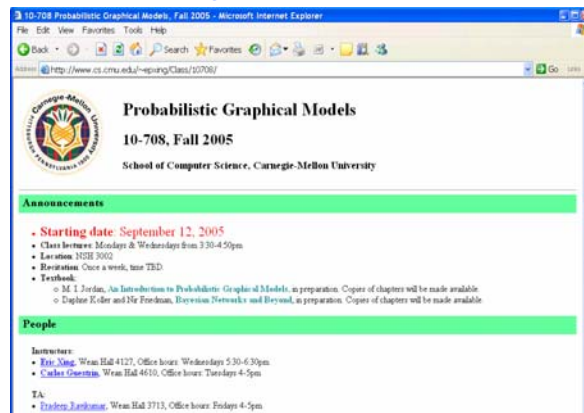 10-708 Probabilistic Graphical Models, Fall 2005 - Microsoft Internet Explorer
File Edit View Favorites Tools Help
Back Search Favorites
Address http://www.cs.cmu.edu/~epxing/Class/10708/ Go Links
Probabilistic Graphical Models
10-708, Fall 2005
School of Computer Science, Carnegie-Mellon University
Announcements
• Starting date: September 12, 2005
• Class lectures: Mondays & Wednesdays from 3:30-4:50pm
• Location: NSH 3002
• Recitation: Once a week, time TBD.
• Textbook:
o M. I. Jordan, An Introduction to Probabilistic Graphical Models, in preparation. Copies of chapters will be made available.
o Daphne Koller and Nir Friedman, Bayesian Networks and Beyond, in preparation. Copies of chapters will be made available.
People
Instructors:
• Eric Xing, Wean Hall 4127, Office hours: Wednesdays 5:30-6:30pm
• Carlos Guestrin, Wean Hall 4610, Office hours: Tuesdays 4-5pm
TA:
• Pradeep Ravikumar, Wean Hall 3713, Office hours: Fridays 4-5pm